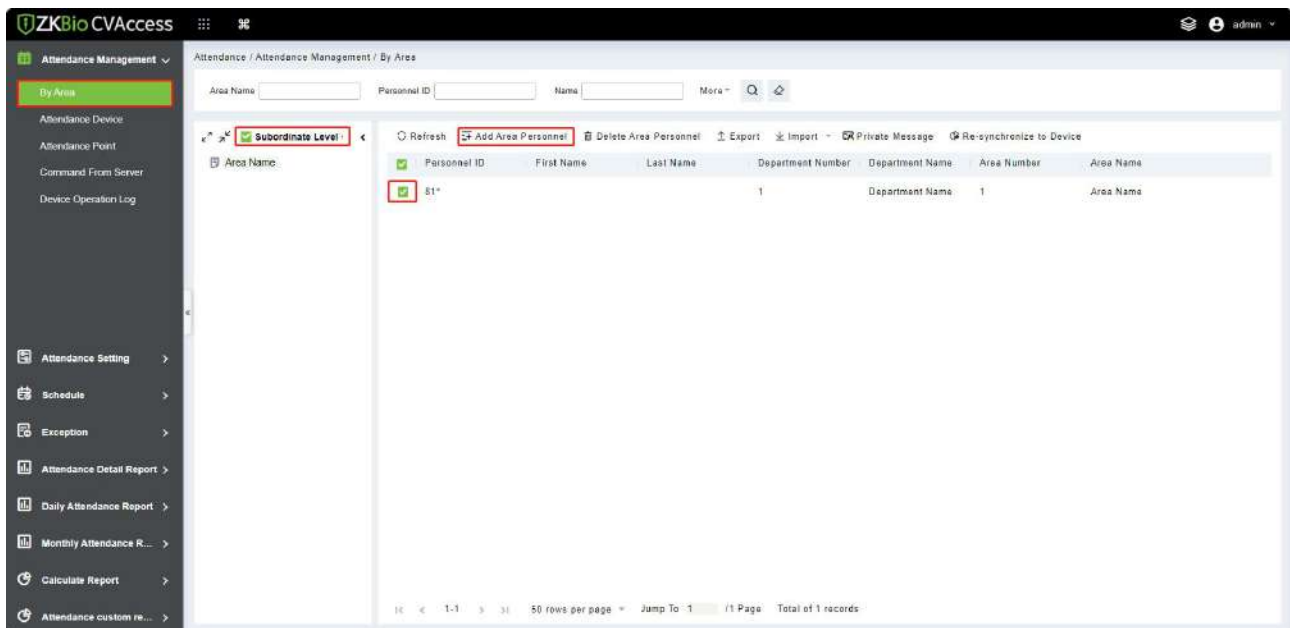 ZKBio CVAccess
admin
Attendance Management
By Area
Attendance Device
Attendance Point
Command From Server
Device Operation Log
Attendance Setting
Schedule
Exception
Attendance Detail Report
Daily Attendance Report
Monthly Attendance R...
Calculate Report
Attendance custom re...
Attendance / Attendance Management / By Area
Area Name Personnel ID Name More
Subordinate Level
Area Name
Refresh Add Area Personnel Delete Area Personnel Export Import Private Message Re-synchronize to Device
Personnel ID First Name Last Name Department Number Department Name Area Number Area Name
81* 1 Department Name 1 Area Name
1-1 50 rows per page Jump To 1 /1 Page Total of 1 records